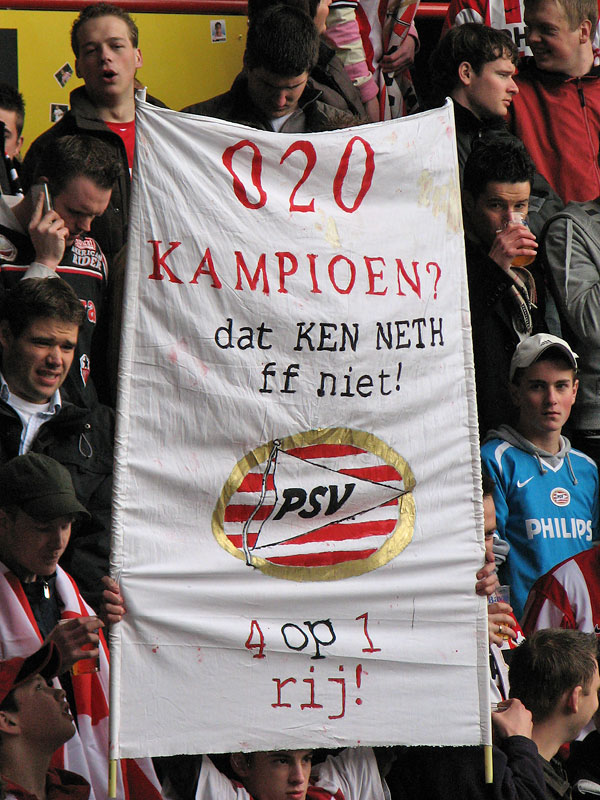 020
KAMPIOEN?
dat KEN NETH
ff niet!
PSV
4 op 1
rij!
PHILIPS